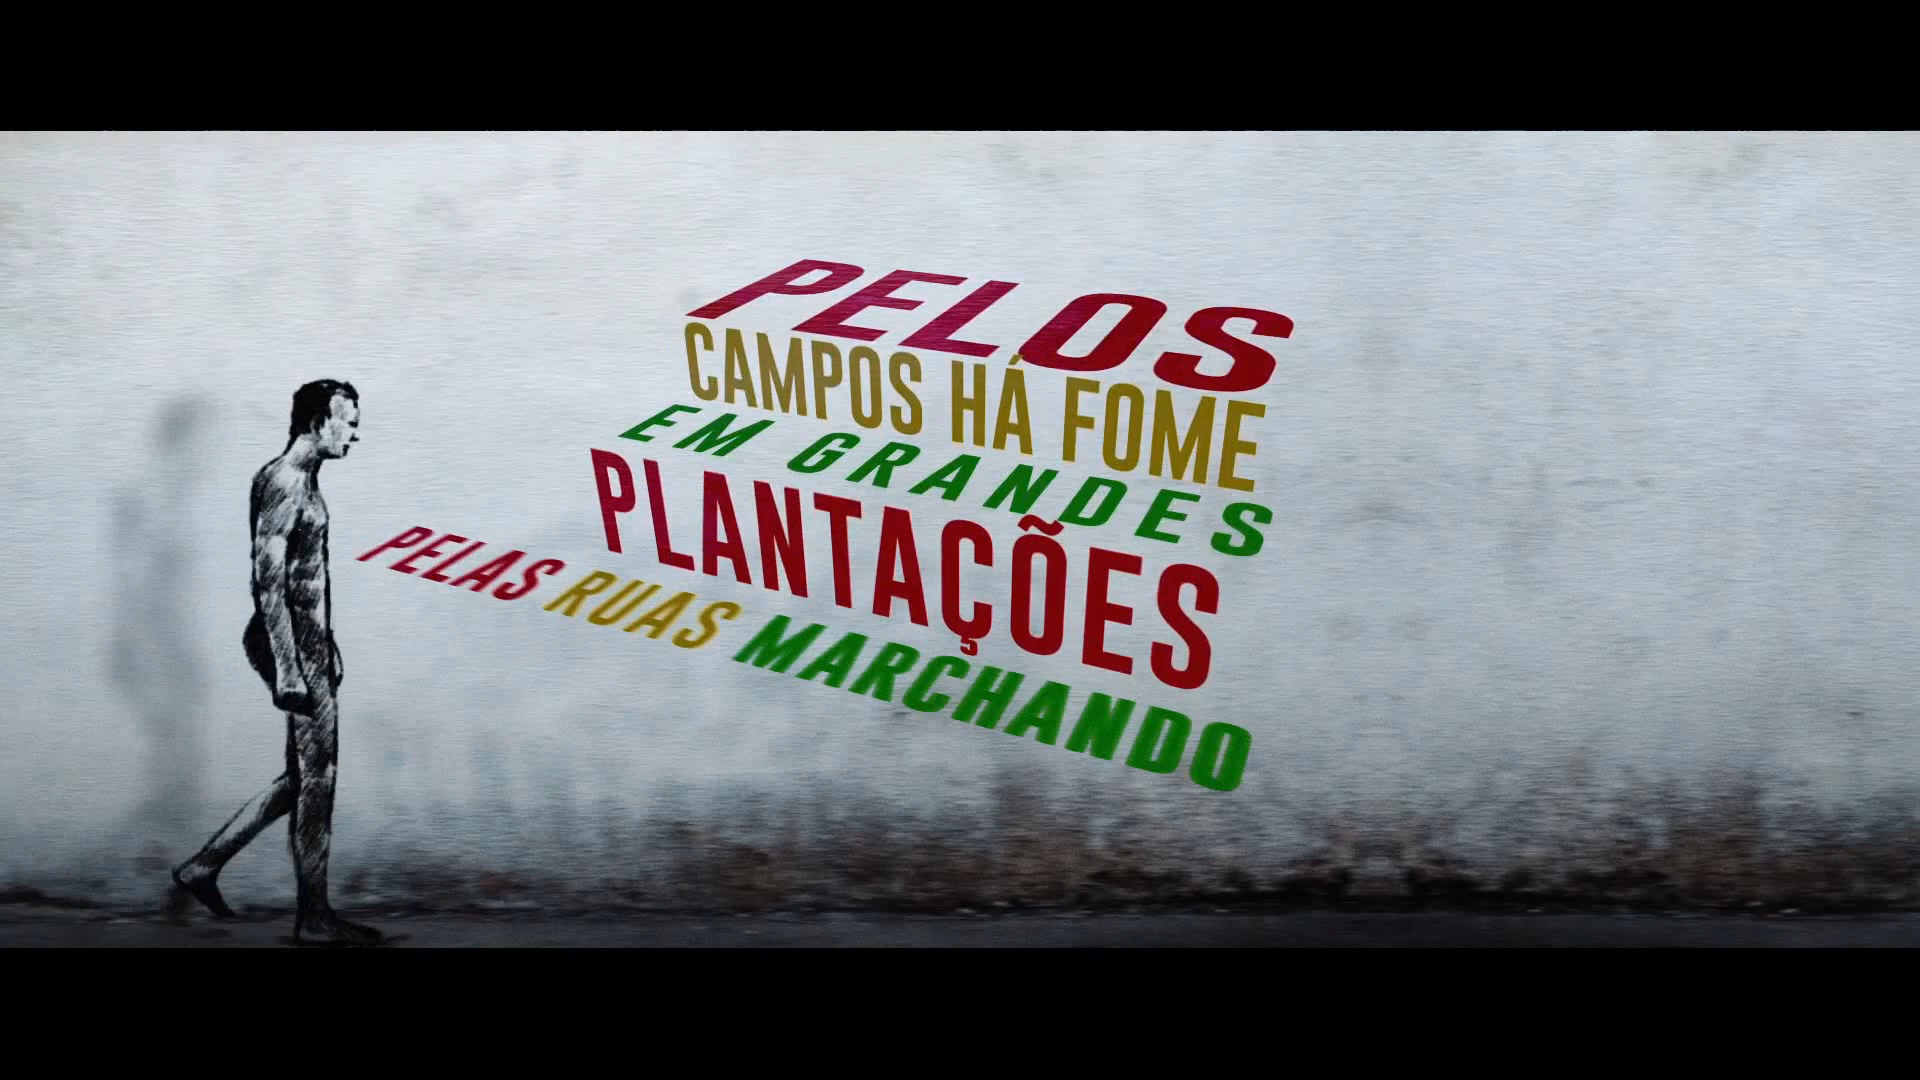 PELOS
CAMPOS HÁ FOME
EM GRANDES
PLANTAÇÕES
PELAS RUAS MARCHANDO